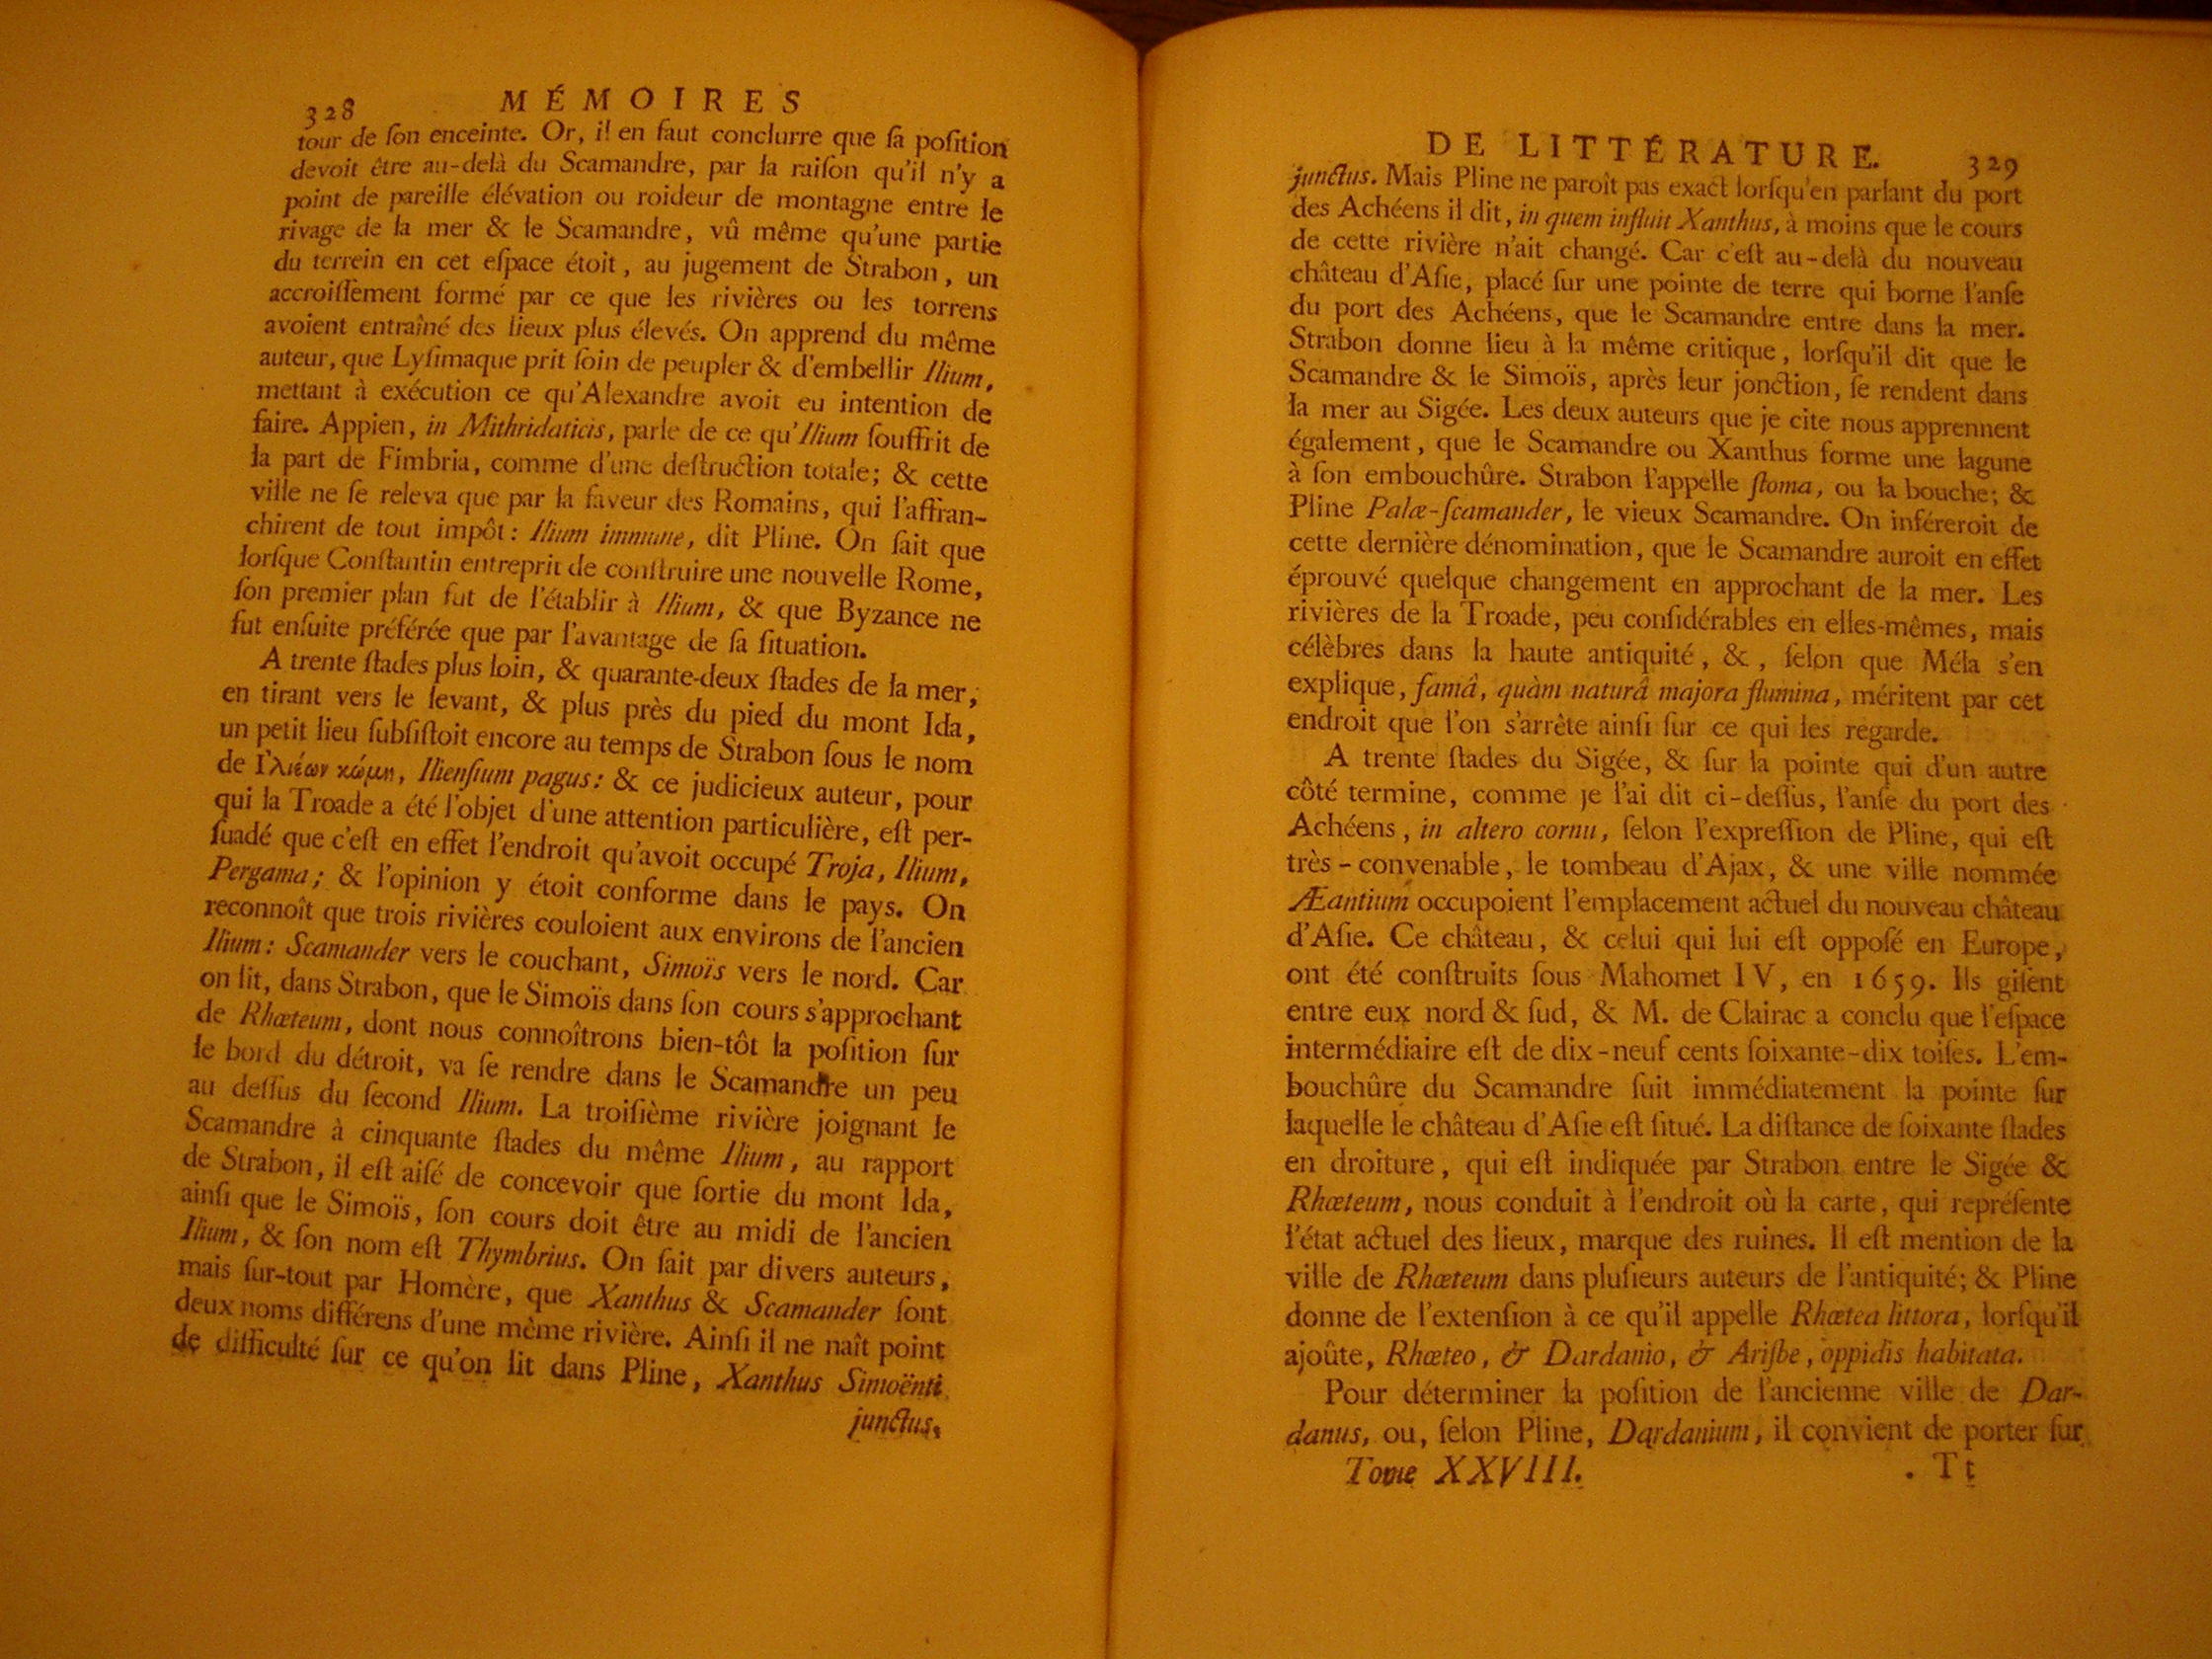 328 MÉMOIRES
tour de ſon enceinte. Or, il en faut conclurre que ſa poſition
devoit être au-delà du Scamandre, par la raiſon qu'il n'y a
point de pareille élévation ou roideur de montagne entre le
rivage de la mer & le Scamandre, vû même qu'une partie
du terrein en cet eſpace étoit, au jugement de Strabon, un
accroiſſement formé par ce que les rivières ou les torrens
avoient entraîné des lieux plus élevés. On apprend du même
auteur, que Lyſimaque prit ſoin de peupler & d'embellir Ilium,
mettant à exécution ce qu'Alexandre avoit eu intention de
faire. Appien, in Mithridaticis, parle de ce qu'Ilium ſouffrit de
la part de Fimbria, comme d'une deſtruction totale; & cette
ville ne ſe releva que par la faveur des Romains, qui l'affran-
chirent de tout impôt: Ilium immune, dit Pline. On ſait que
lorſque Conſtantin entreprit de conſtruire une nouvelle Rome,
ſon premier plan fut de l'établir à Ilium, & que Byzance ne
fut enſuite préférée que par l'avantage de ſa ſituation.
A trente ſtades plus loin, & quarante-deux ſtades de la mer,
en tirant vers le levant, & plus près du pied du mont Ida,
un petit lieu ſubſiſtoit encore au temps de Strabon ſous le nom
de Ἰλιέων κώμη, Ilienſium pagus: & ce judicieux auteur, pour
qui la Troade a été l'objet d'une attention particulière, eſt per-
ſuadé que c'eſt en effet l'endroit qu'avoit occupé Troja, Ilium,
Pergama; & l'opinion y étoit conforme dans le pays. On
reconnoît que trois rivières couloient aux environs de l'ancien
Ilium: Scamander vers le couchant, Simoïs vers le nord. Car
on lit, dans Strabon, que le Simoïs dans ſon cours s'approchant
de Rhœteum, dont nous connoîtrons bien-tôt la poſition ſur
le bord du détroit, va ſe rendre dans le Scamandre un peu
au deſſus du ſecond Ilium. La troiſième rivière joignant le
Scamandre à cinquante ſtades du même Ilium, au rapport
de Strabon, il eſt aiſé de concevoir que ſortie du mont Ida,
ainſi que le Simoïs, ſon cours doit être au midi de l'ancien
Ilium, & ſon nom eſt Thymbrius. On ſait par divers auteurs,
mais ſur-tout par Homère, que Xanthus & Scamander ſont
deux noms différens d'une même rivière. Ainſi il ne naît point
de difficulté ſur ce qu'on lit dans Pline, Xanthus Simoënti
junctus,
DE LITTÉRATURE. 329
junctus. Mais Pline ne paroît pas exact lorſqu'en parlant du port
des Achéens il dit, in quem influit Xanthus, à moins que le cours
de cette rivière n'ait changé. Car c'eſt au-delà du nouveau
château d'Aſie, placé ſur une pointe de terre qui borne l'anſe
du port des Achéens, que le Scamandre entre dans la mer.
Strabon donne lieu à la même critique, lorſqu'il dit que le
Scamandre & le Simoïs, après leur jonction, ſe rendent dans
la mer au Sigée. Les deux auteurs que je cite nous apprennent
également, que le Scamandre ou Xanthus forme une lagune
à ſon embouchûre. Strabon l'appelle ſtoma, ou la bouche; &
Pline Palæ-ſcamander, le vieux Scamandre. On inféreroit de
cette dernière dénomination, que le Scamandre auroit en effet
éprouvé quelque changement en approchant de la mer. Les
rivières de la Troade, peu conſidérables en elles-mêmes, mais
célèbres dans la haute antiquité, &, ſelon que Méla s'en
explique, famâ, quàm naturâ majora flumina, méritent par cet
endroit que l'on s'arrête ainſi ſur ce qui les regarde.
A trente ſtades du Sigée, & ſur la pointe qui d'un autre
côté termine, comme je l'ai dit ci-deſſus, l'anſe du port des
Achéens, in altero cornu, ſelon l'expreſſion de Pline, qui eſt
très-convenable, le tombeau d'Ajax, & une ville nommée
Æantium occupoient l'emplacement actuel du nouveau château
d'Aſie. Ce château, & celui qui lui eſt oppoſé en Europe,
ont été conſtruits ſous Mahomet IV, en 1659. Ils giſent
entre eux nord & ſud, & M. de Clairac a conclu que l'eſpace
intermédiaire eſt de dix-neuf cents ſoixante-dix toiſes. L'em-
bouchûre du Scamandre ſuit immédiatement la pointe ſur
laquelle le château d'Aſie eſt ſitué. La diſtance de ſoixante ſtades
en droiture, qui eſt indiquée par Strabon entre le Sigée &
Rhœteum, nous conduit à l'endroit où la carte, qui repréſente
l'état actuel des lieux, marque des ruines. Il eſt mention de la
ville de Rhœteum dans pluſieurs auteurs de l'antiquité; & Pline
donne de l'extenſion à ce qu'il appelle Rhœtea littora, lorſqu'il
ajoûte, Rhœteo, & Dardanio, & Ariſbe, oppidis habitata.
Pour déterminer la poſition de l'ancienne ville de Dar-
danus, ou, ſelon Pline, Dardanium, il convient de porter ſur
Tome XXVIII. . Tt